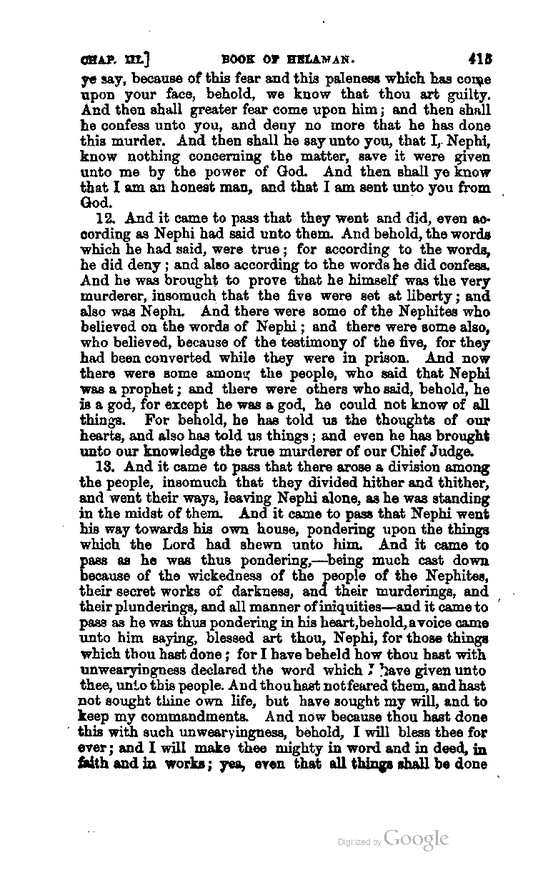 CHAP. III.] BOOK OF HELAMAN. 415
ye say, because of this fear and this paleness which has come
upon your face, behold, we know that thou art guilty.
And then shall greater fear come upon him; and then shall
he confess unto you, and deny no more that he has done
this murder. And then shall he say unto you, that I, Nephi,
know nothing concerning the matter, save it were given
unto me by the power of God. And then shall ye know
that I am an honest man, and that I am sent unto you from
God.
12. And it came to pass that they went and did, even ac-
cording as Nephi had said unto them. And behold, the words
which he had said, were true; for according to the words,
he did deny; and also according to the words he did confess.
And he was brought to prove that he himself was the very
murderer, insomuch that the five were set at liberty; and
also was Nephi. And there were some of the Nephites who
believed on the words of Nephi; and there were some also,
who believed, because of the testimony of the five, for they
had been converted while they were in prison. And now
there were some among the people, who said that Nephi
was a prophet; and there were others who said, behold, he
is a god, for except he was a god, he could not know of all
things. For behold, he has told us the thoughts of our
hearts, and also has told us things; and even he has brought
unto our knowledge the true murderer of our Chief Judge.
13. And it came to pass that there arose a division among
the people, insomuch that they divided hither and thither,
and went their ways, leaving Nephi alone, as he was standing
in the midst of them. And it came to pass that Nephi went
his way towards his own house, pondering upon the things
which the Lord had shewn unto him. And it came to
pass as he was thus pondering,—being much cast down
because of the wickedness of the people of the Nephites,
their secret works of darkness, and their murderings, and
their plunderings, and all manner of iniquities—and it came to
pass as he was thus pondering in his heart, behold, a voice came
unto him saying, blessed art thou, Nephi, for those things
which thou hast done; for I have beheld how thou hast with
unwearyingness declared the word which I have given unto
thee, unto this people. And thou hast not feared them, and hast
not sought thine own life, but have sought my will, and to
keep my commandments. And now because thou hast done
this with such unwearyingness, behold, I will bless thee for
ever; and I will make thee mighty in word and in deed, in
faith and in works; yea, even that all things shall be done
Digitized by Google